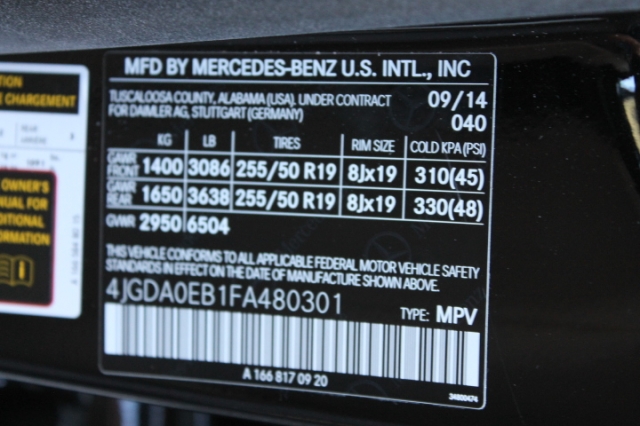 MFD BY MERCEDES-BENZ U.S. INTL., INC
TUSCALOOSA COUNTY, ALABAMA (USA). UNDER CONTRACT
FOR DAIMLER AG, STUTTGART (GERMANY)
09/14
040
KG LB TIRES RIM SIZE COLD KPA (PSI)
GAWR FRONT 1400 3086 255/50 R19 8Jx19 310(45)
GAWR REAR 1650 3638 255/50 R19 8Jx19 330(48)
GVWR 2950 6504
THIS VEHICLE CONFORMS TO ALL APPLICABLE FEDERAL MOTOR VEHICLE SAFETY
STANDARDS IN EFFECT ON THE DATE OF MANUFACTURE SHOWN ABOVE.
4JGDA0EB1FA480301
TYPE: MPV
A 166 817 09 20
34800474
CHARGEMENT
OWNER'S
FOR